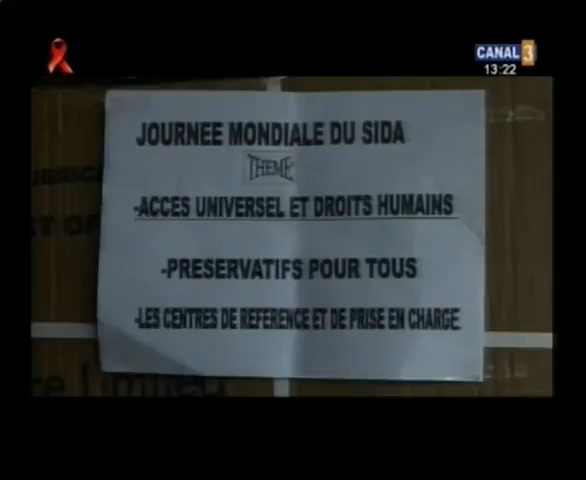 CANAL 3
13:22
JOURNEE MONDIALE DU SIDA
THEME
-ACCES UNIVERSEL ET DROITS HUMAINS
-PRESERVATIFS POUR TOUS
-LES CENTRES DE REFERENCE ET DE PRISE EN CHARGE